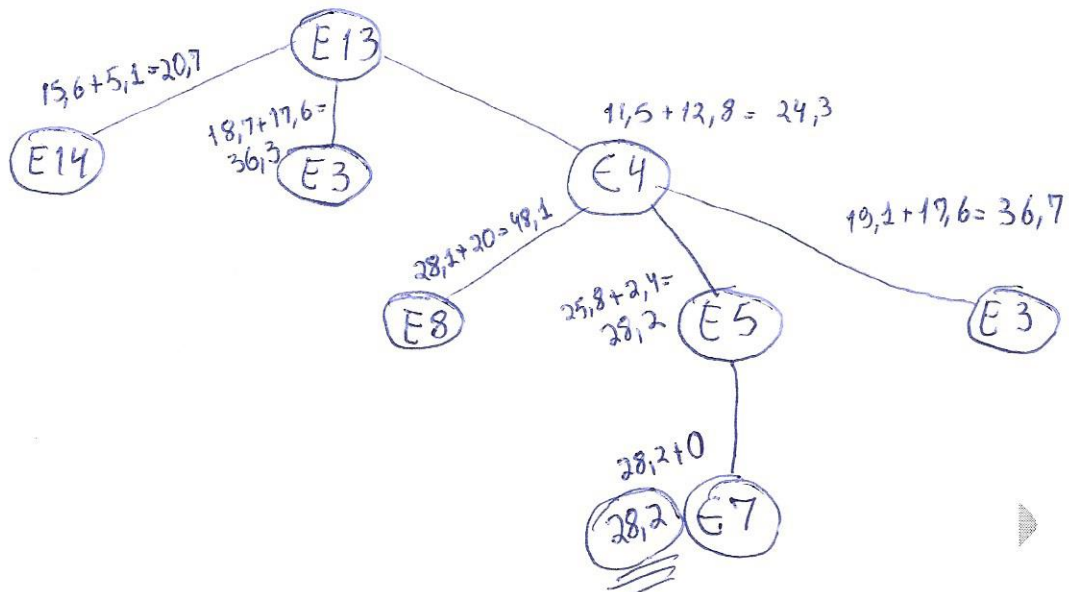 E13
15,6+5,1=20,7
18,7+17,6=
36,3
11,5+12,8= 24,3
E14
E3
E4
28,1+20=48,1
25,8+2,4=
28,2
19,1+17,6=36,7
E8
E5
E3
28,2+0
28,2
E7